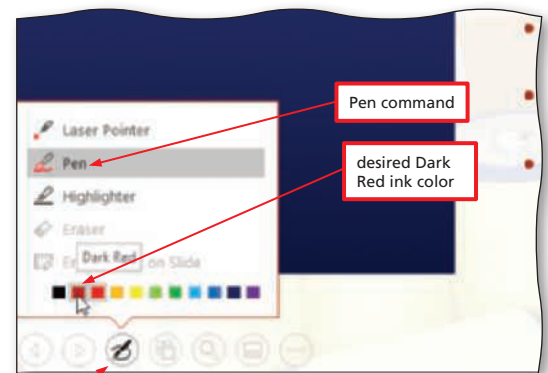 Pen command
Laser Pointer
Pen
desired Dark
Red ink color
Highlighter
Eraser
Dark Red
on Slide